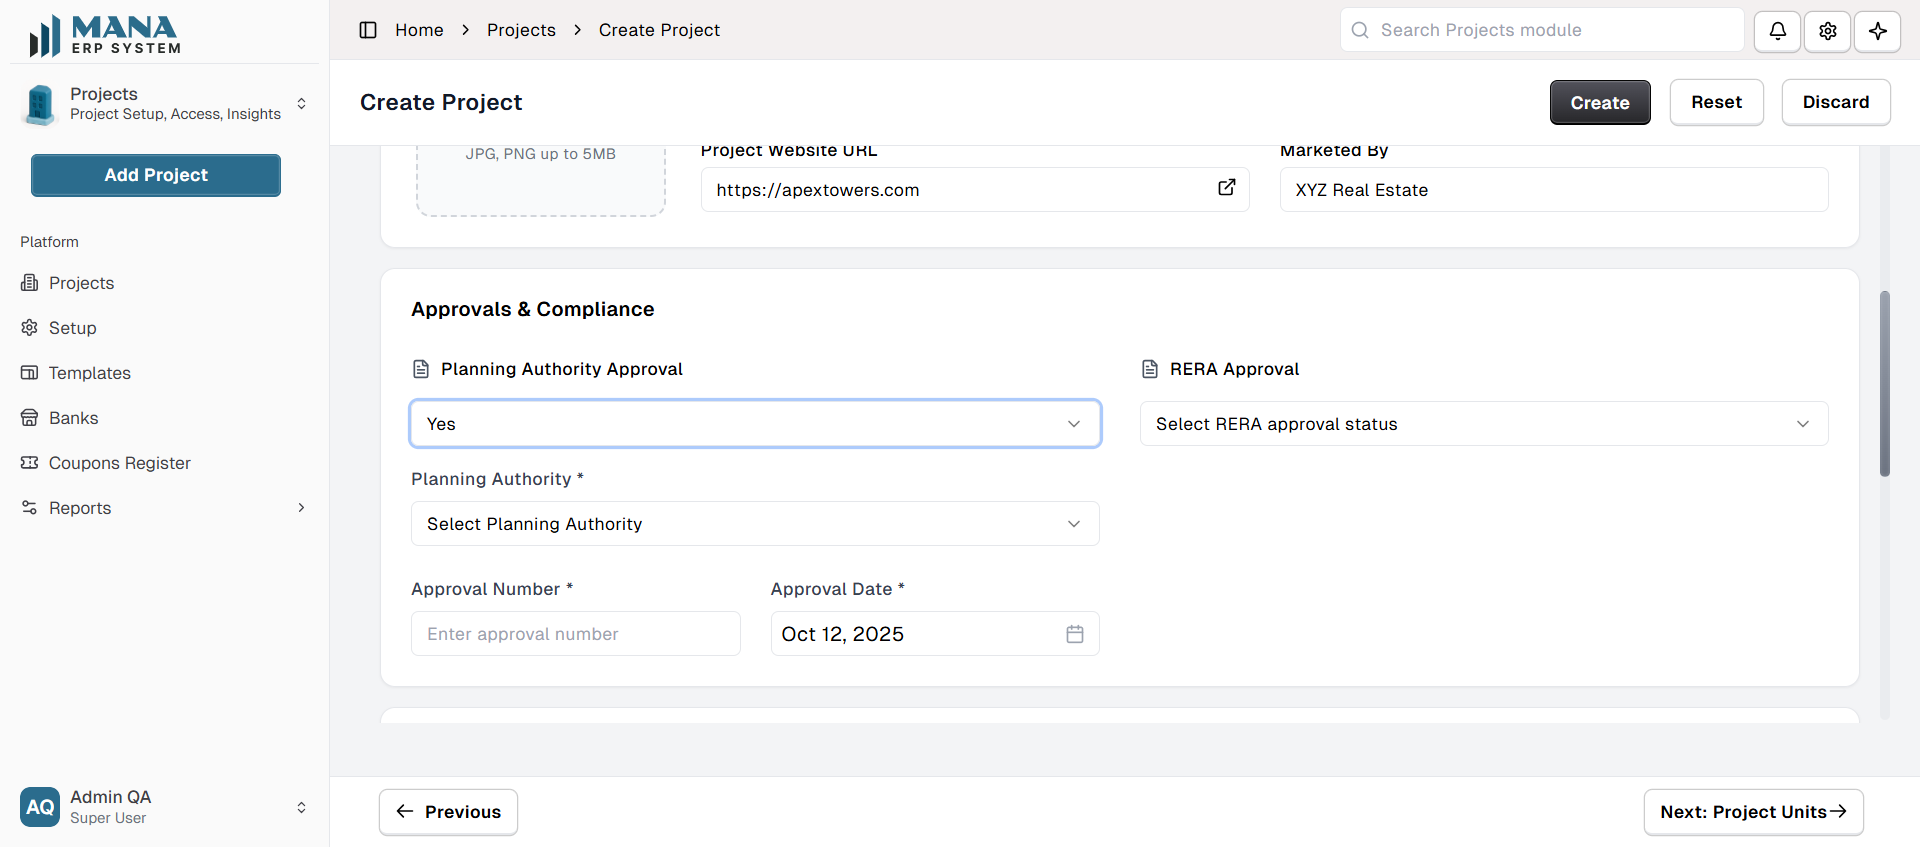 MANA
ERP SYSTEM
Projects
Project Setup, Access, Insights
Add Project
Platform
Projects
Setup
Templates
Banks
Coupons Register
Reports
AQ
Admin QA
Super User
Home > Projects > Create Project
Search Projects module
Create Project
Create
Reset
Discard
JPG, PNG up to 5MB
Project Website URL
https://apextowers.com
Marketed By
XYZ Real Estate
Approvals & Compliance
Planning Authority Approval
Yes
RERA Approval
Select RERA approval status
Planning Authority *
Select Planning Authority
Approval Number *
Enter approval number
Approval Date *
Oct 12, 2025
← Previous
Next: Project Units→